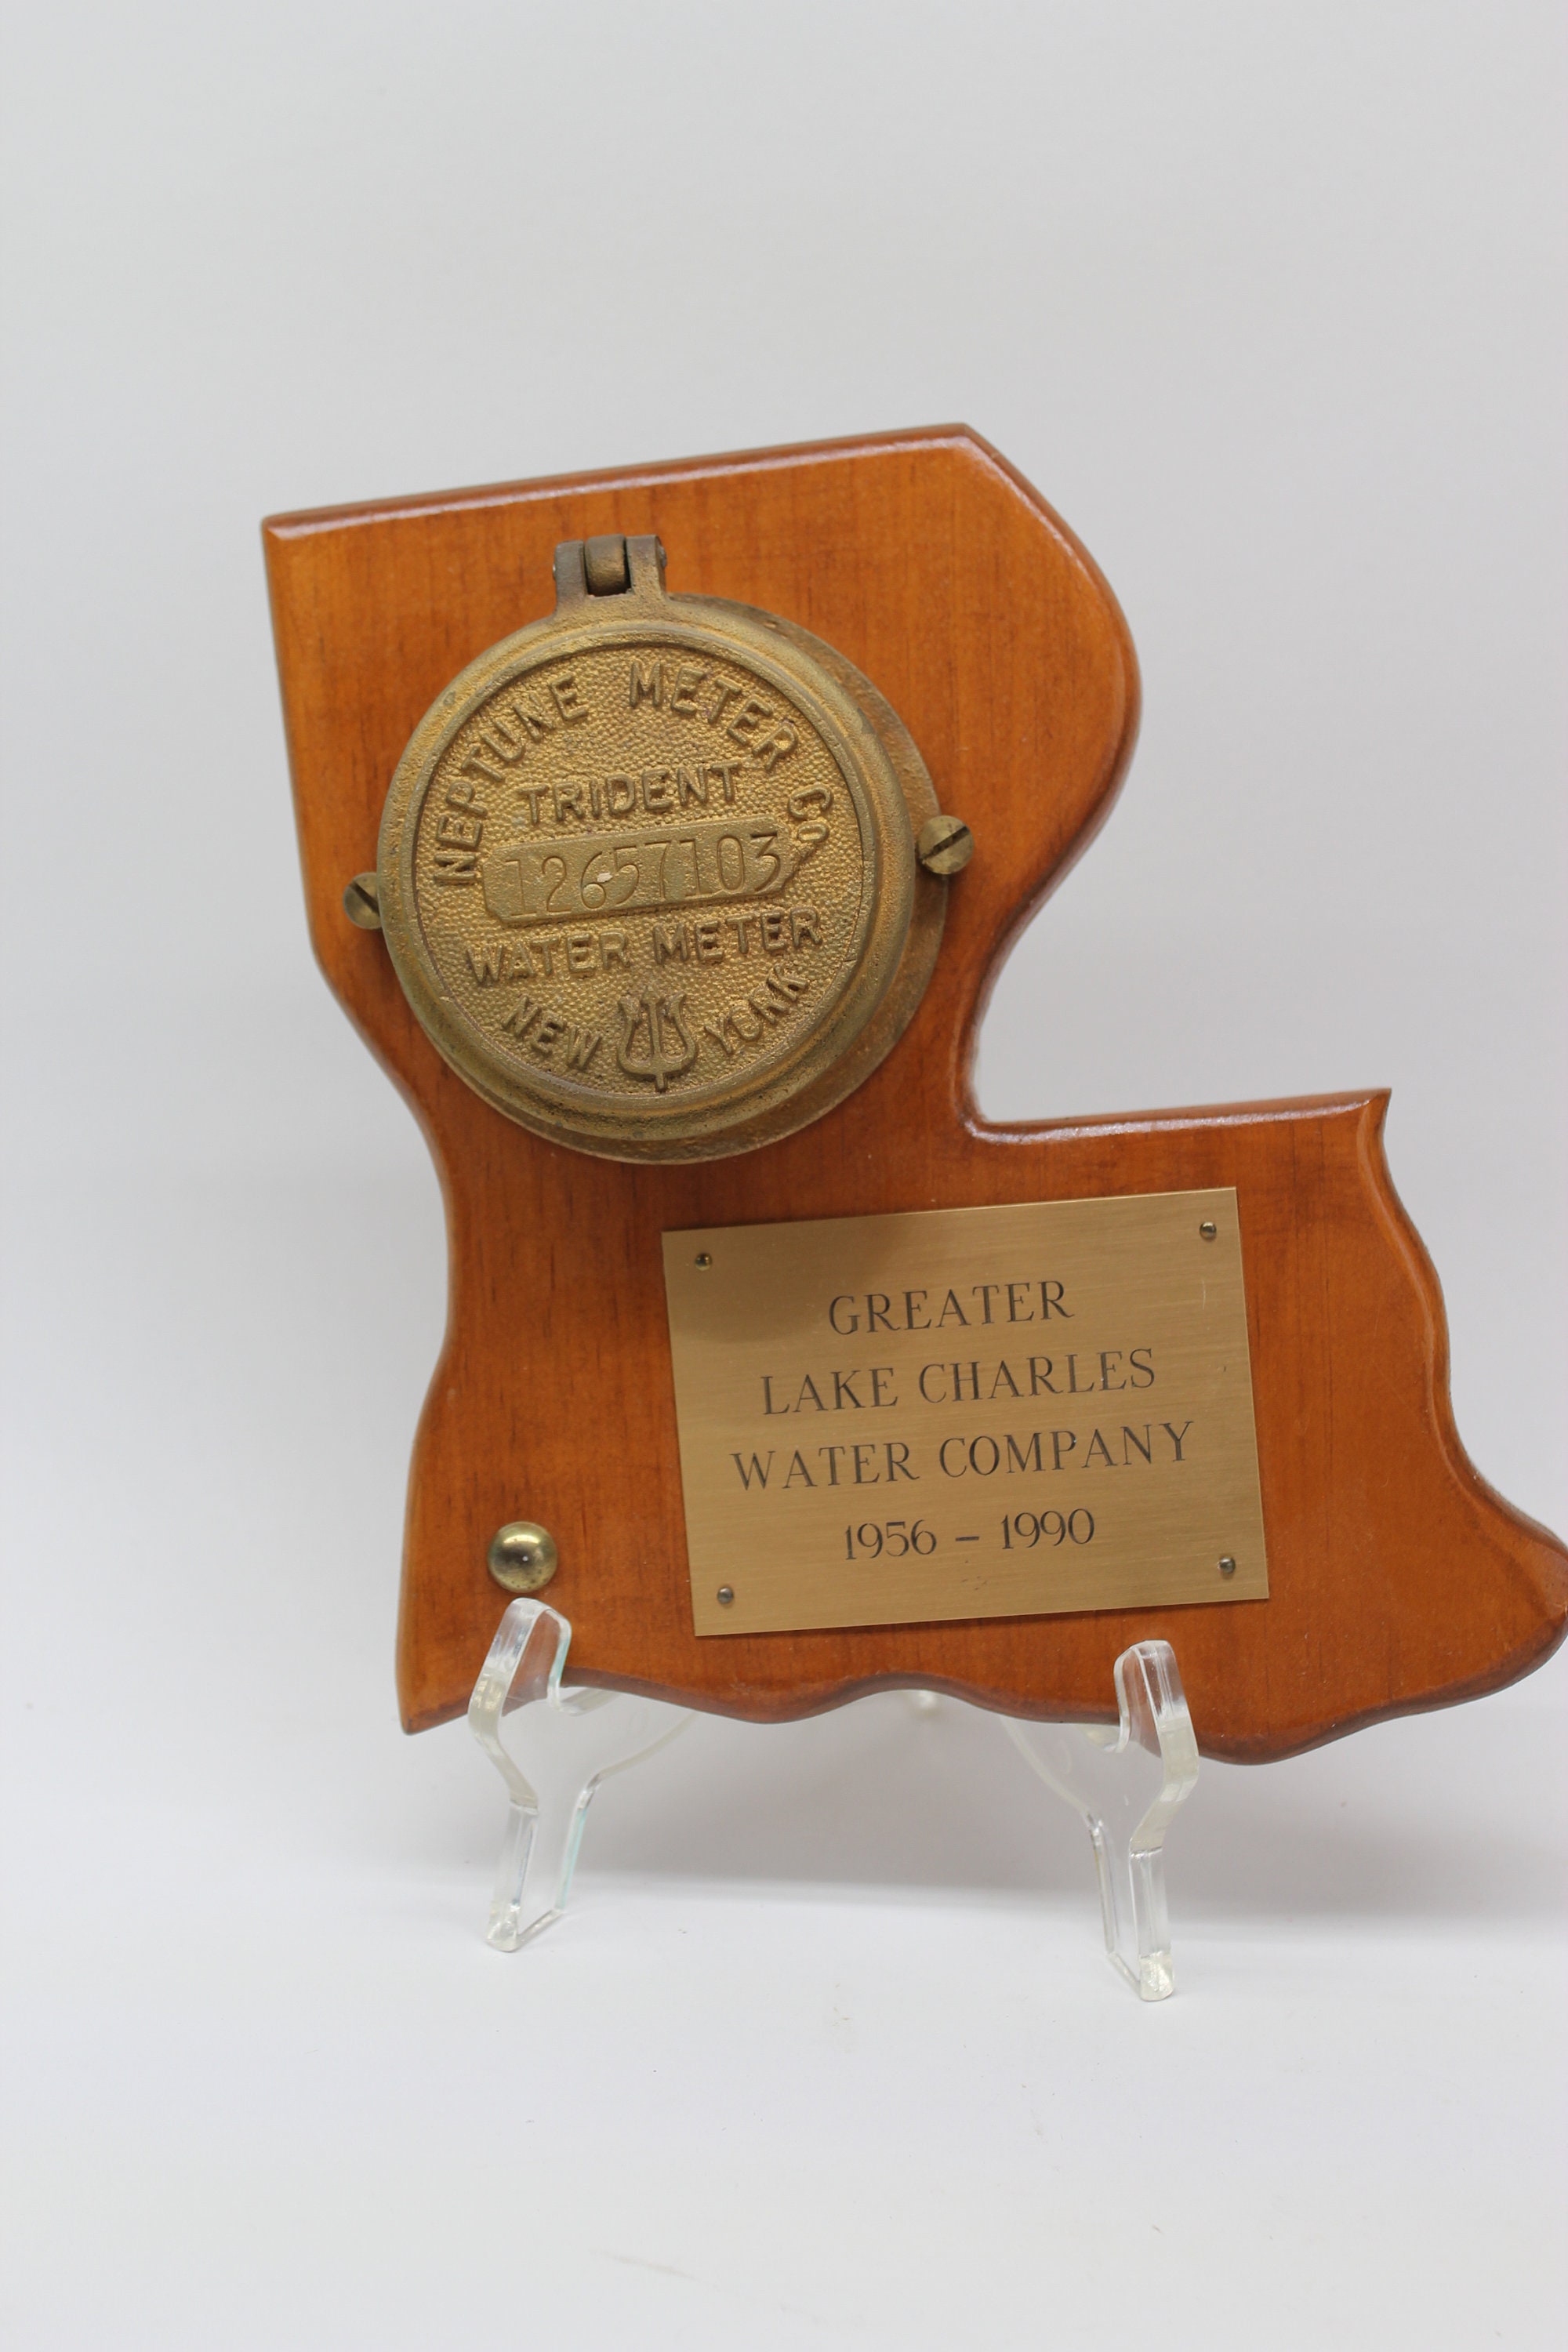 NEPTUNE METER Co
TRIDENT
12657103
WATER METER
NEW YORK
GREATER
LAKE CHARLES
WATER COMPANY
1956 – 1990